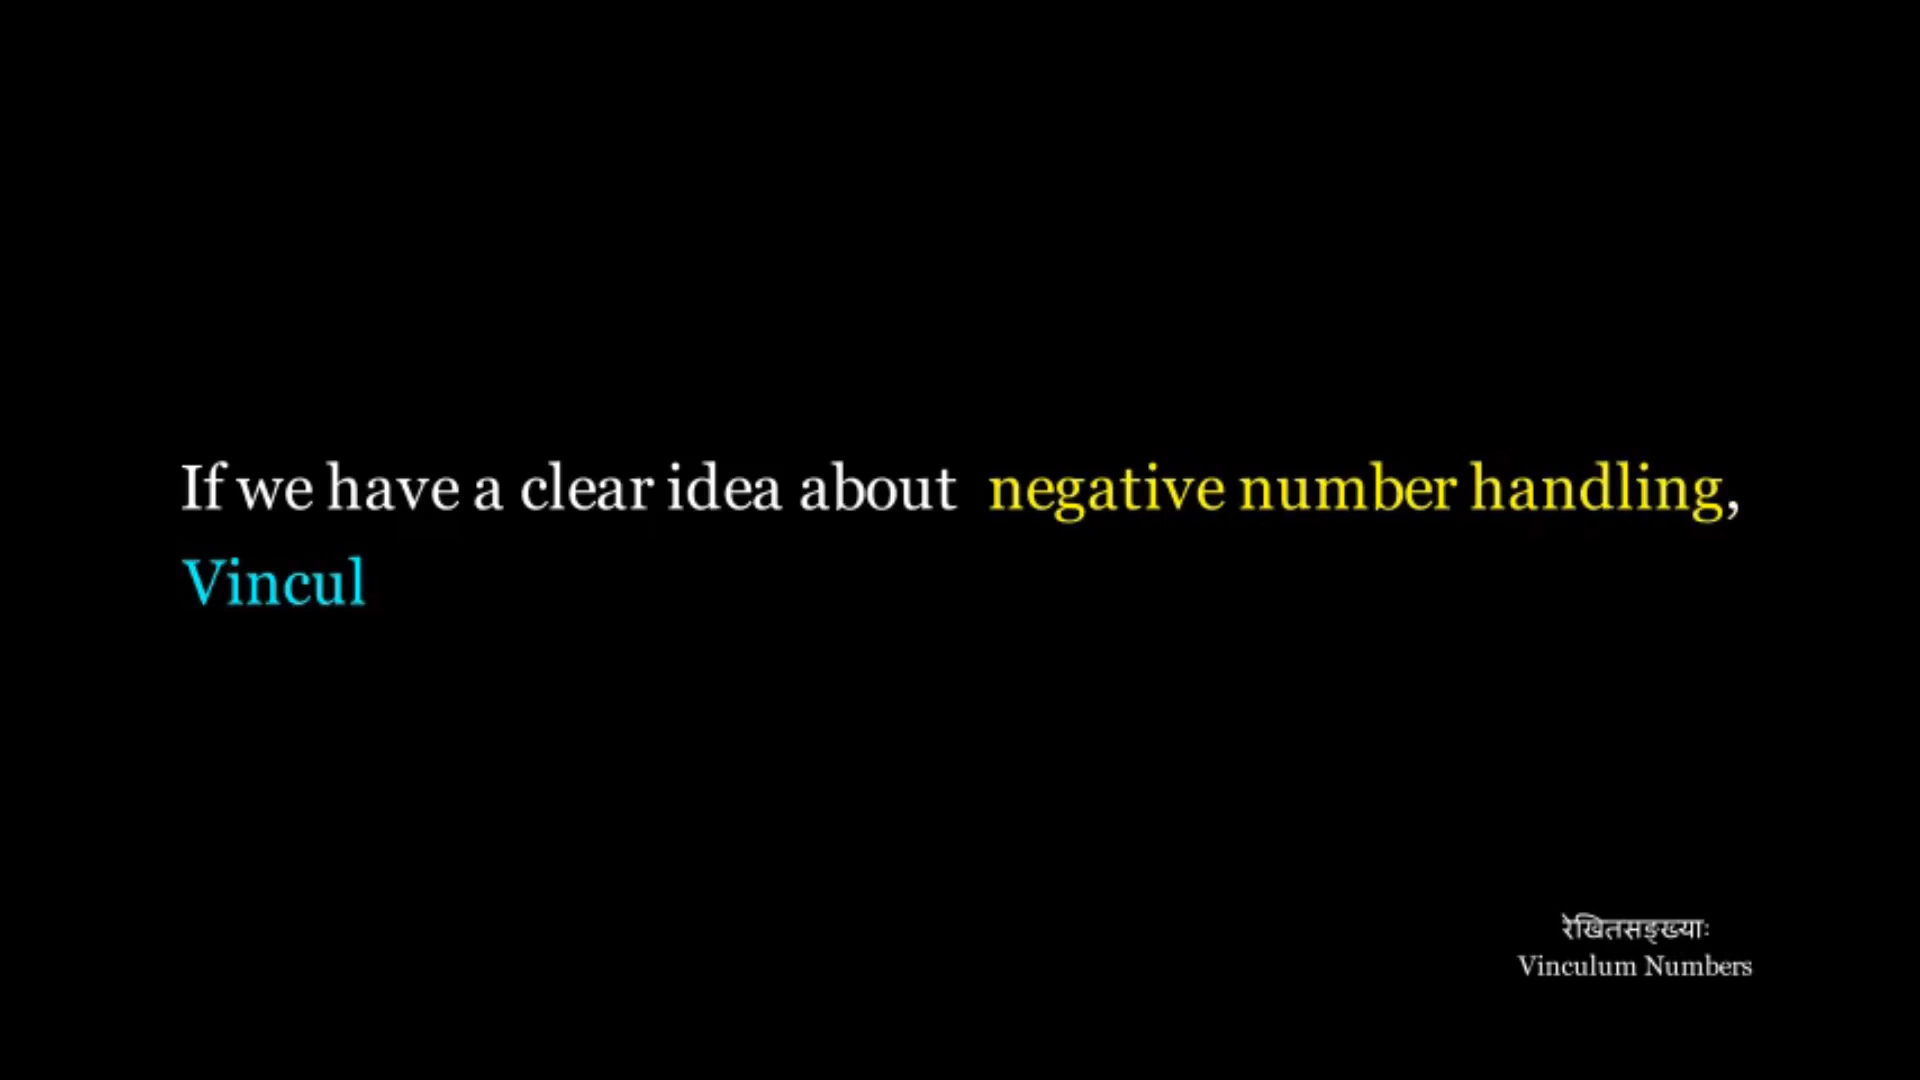 If we have a clear idea about negative number handling,
Vincul
रेखितसङ्ख्याः
Vinculum Numbers